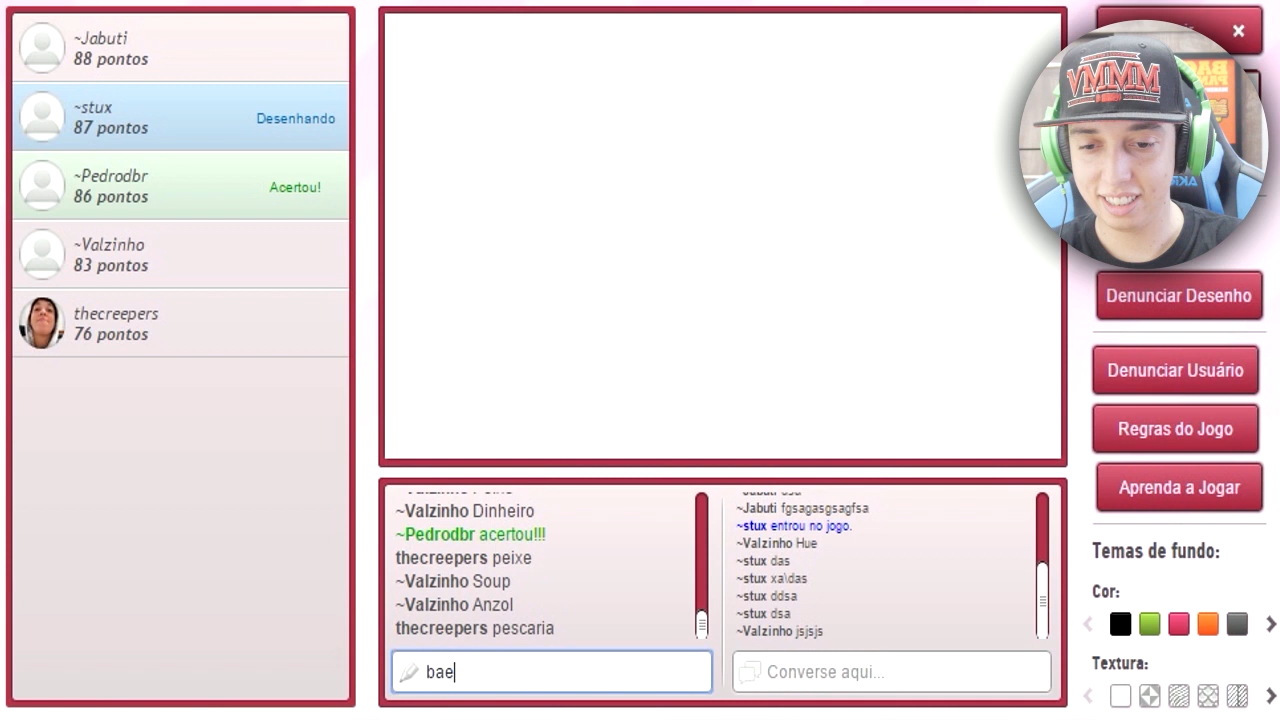 ~Jabuti
88 pontos
~stux
87 pontos
Desenhando
~Pedrodbr
86 pontos
Acertou!
~Valzinho
83 pontos
thecreepers
76 pontos
~Valzinho
~Valzinho Dinheiro
~Pedrodbr acertou!!!
thecreepers peixe
~Valzinho Soup
~Valzinho Anzol
thecreepers pescaria
bae
~Jabuti fgsagasgsagfsa
~stux entrou no jogo.
~Valzinho Hue
~stux das
~stux xa\das
~stux ddsa
~stux dsa
~Valzinho jsjsjs
Converse aqui...
VMMM
Denunciar Desenho
Denunciar Usuário
Regras do Jogo
Aprenda a Jogar
Temas de fundo:
Cor:
Textura: